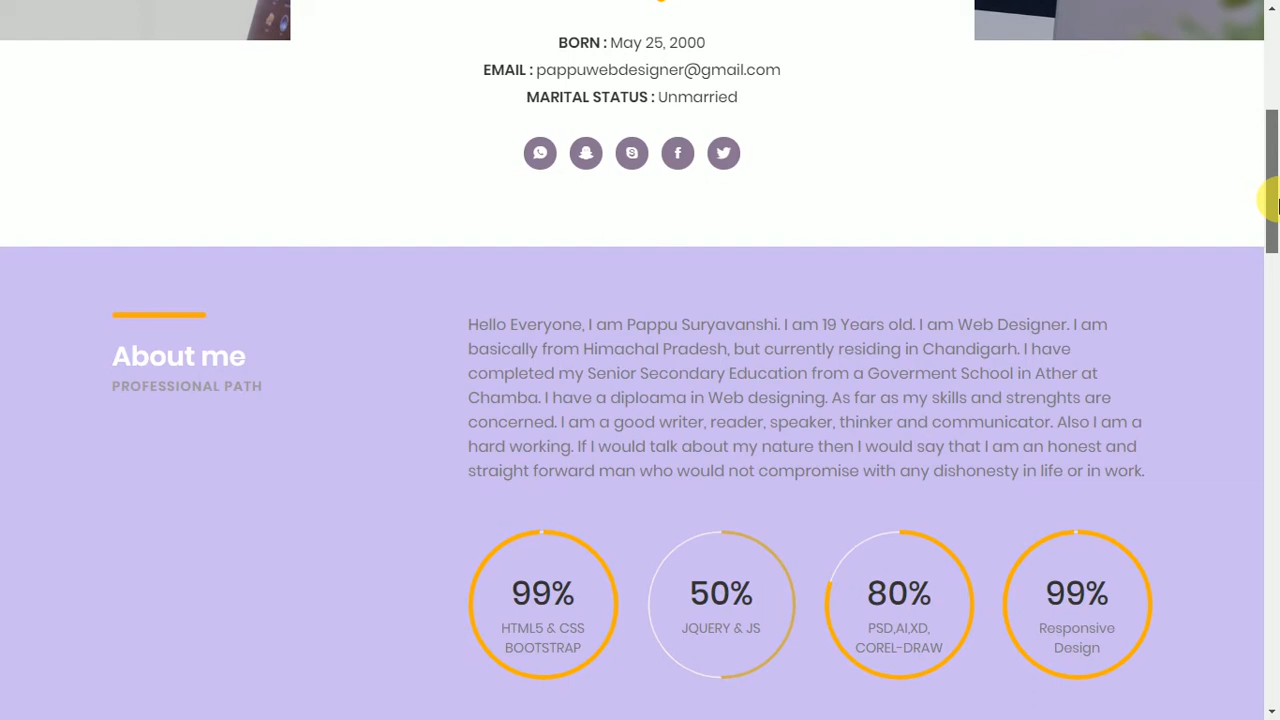 BORN : May 25, 2000
EMAIL : pappuwebdesigner@gmail.com
MARITAL STATUS : Unmarried
About me
PROFESSIONAL PATH
Hello Everyone, I am Pappu Suryavanshi. I am 19 Years old. I am Web Designer. I am
basically from Himachal Pradesh, but currently residing in Chandigarh. I have
completed my Senior Secondary Education from a Goverment School in Ather at
Chamba. I have a diploama in Web designing. As far as my skills and strenghts are
concerned. I am a good writer, reader, speaker, thinker and communicator. Also I am a
hard working. If I would talk about my nature then I would say that I am an honest and
straight forward man who would not compromise with any dishonesty in life or in work.
99%
HTML5 & CSS
BOOTSTRAP
50%
JQUERY & JS
80%
PSD,AI,XD,
COREL-DRAW
99%
Responsive
Design